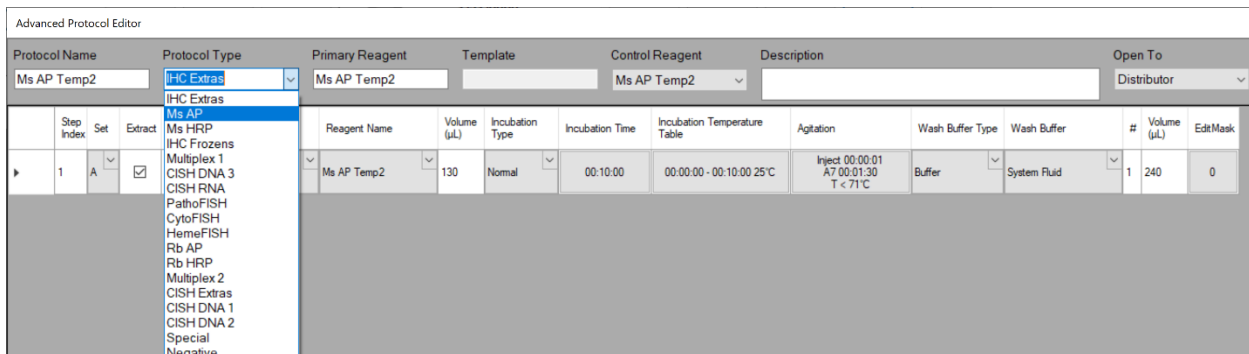 Advanced Protocol Editor
Protocol Name Protocol Type Primary Reagent Template Control Reagent Description Open To
Ms AP Temp2 IHC Extras Ms AP Temp2 Ms AP Temp2 Distributor
IHC Extras
Ms AP
Ms HRP
IHC Frozens
Multiplex 1
CISH DNA 3
CISH RNA
PathoFISH
CytoFISH
HemeFISH
Rb AP
Rb HRP
Multiplex 2
CISH Extras
CISH DNA 1
CISH DNA 2
Special
Negative
Step Index Set Extract Reagent Name Volume (µL) Incubation Type Incubation Time Incubation Temperature Table Agitation Wash Buffer Type Wash Buffer # Volume (µL) EditMask
1 A Ms AP Temp2 130 Normal 00:10:00 00:00:00 - 00:10:00 25°C Inject 00:00:01 A7 00:01:30 T < 71°C Buffer System Fluid 1 240 0